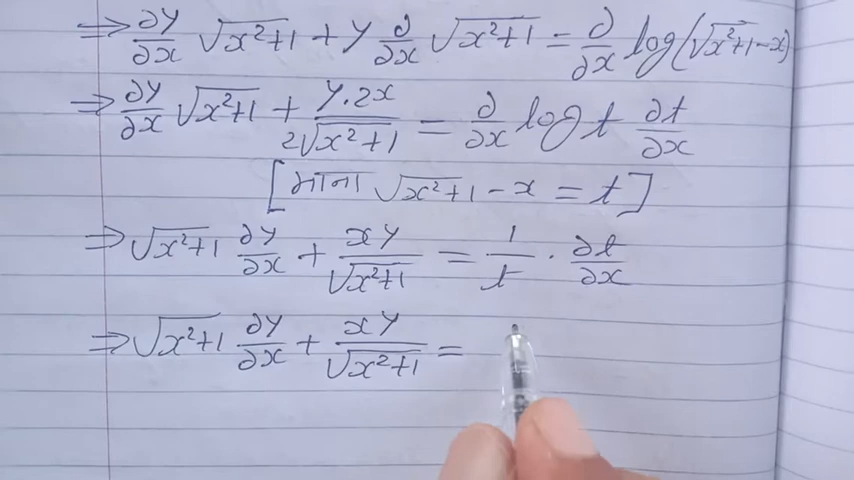 ⇒ ∂y/∂x √(x²+1) + y ∂/∂x √(x²+1) = ∂/∂x log(√(x²+1) − x)
⇒ ∂y/∂x √(x²+1) + y·2x/2√(x²+1) = ∂/∂x log t ∂t/∂x
[माना √(x²+1) − x = t]
⇒ √(x²+1) ∂y/∂x + xy/√(x²+1) = 1/t · ∂t/∂x
⇒ √(x²+1) ∂y/∂x + xy/√(x²+1) =